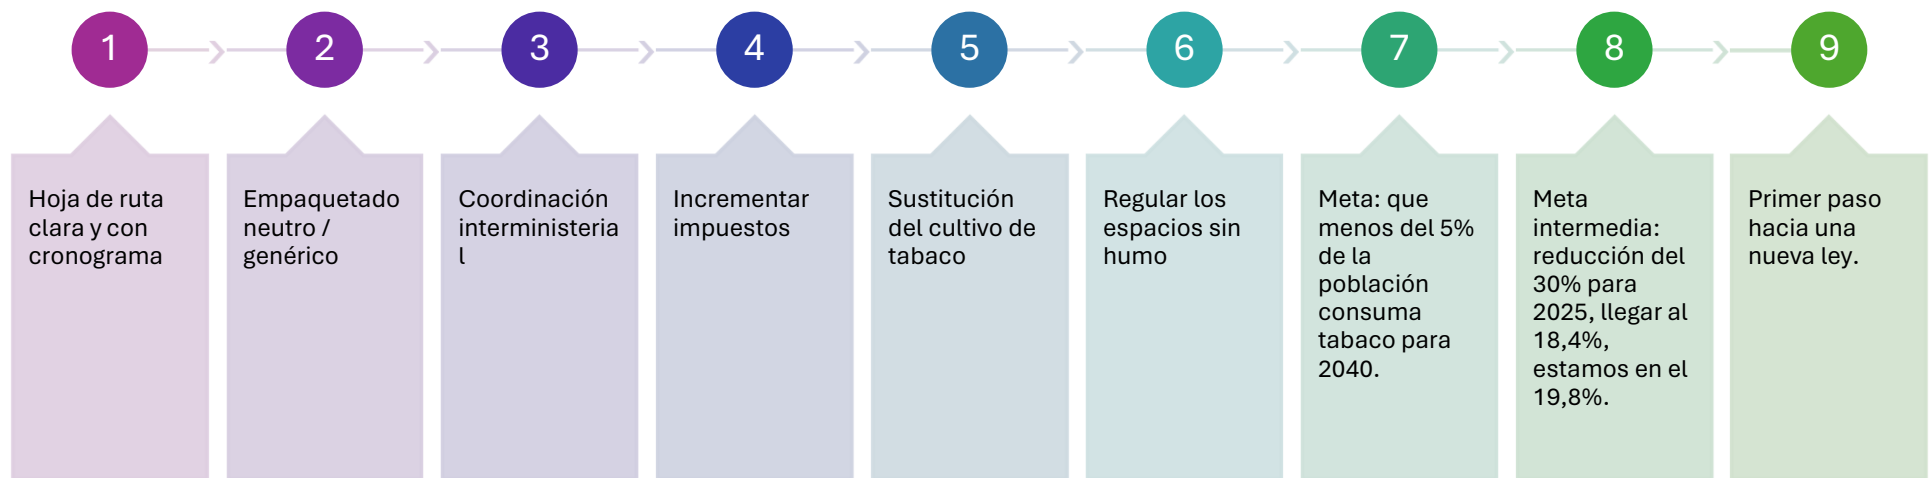 1
2
3
4
5
6
7
8
9
Hoja de ruta
clara y con
cronograma
Empaquetado
neutro /
genérico
Coordinación
interministeria
l
Incrementar
impuestos
Sustitución
del cultivo de
tabaco
Regular los
espacios sin
humo
Meta: que
menos del 5%
de la
población
consuma
tabaco para
2040.
Meta
intermedia:
reducción del
30% para
2025, llegar al
18,4%,
estamos en el
19,8%.
Primer paso
hacia una
nueva ley.